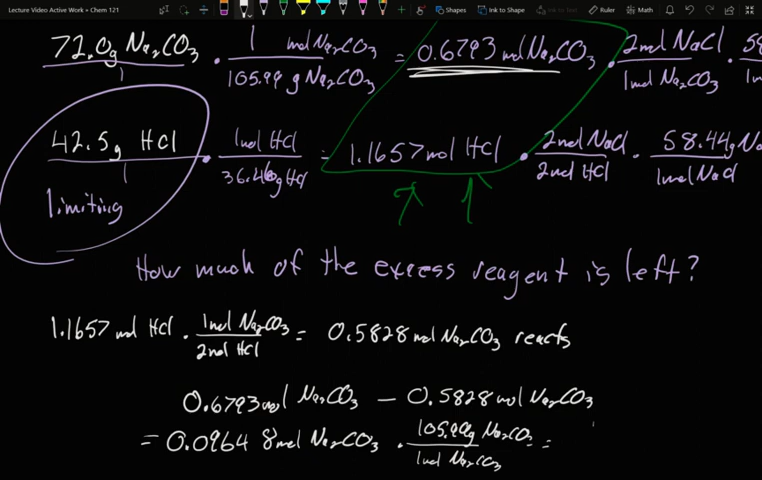 Lecture Video Active Work » Chem 121
Shapes Ink to Shape Ruler Math
72.0g Na₂CO₃ · 1 mol Na₂CO₃ / 105.99 g Na₂CO₃ = 0.6793 mol Na₂CO₃ · 2 mol NaCl / 1 mol Na₂CO₃ · 58
42.5g HCl · 1 mol HCl / 36.46g HCl = 1.1657 mol HCl · 2 mol NaCl / 2 mol HCl · 58.44g Na / 1 mol NaCl
limiting
How much of the excess reagent is left?
1.1657 mol HCl · 1 mol Na₂CO₃ / 2 mol HCl = 0.5828 mol Na₂CO₃ reacts
0.6793 mol Na₂CO₃ − 0.5828 mol Na₂CO₃
= 0.09648 mol Na₂CO₃ · 105.99g Na₂CO₃ / 1 mol Na₂CO₃ =